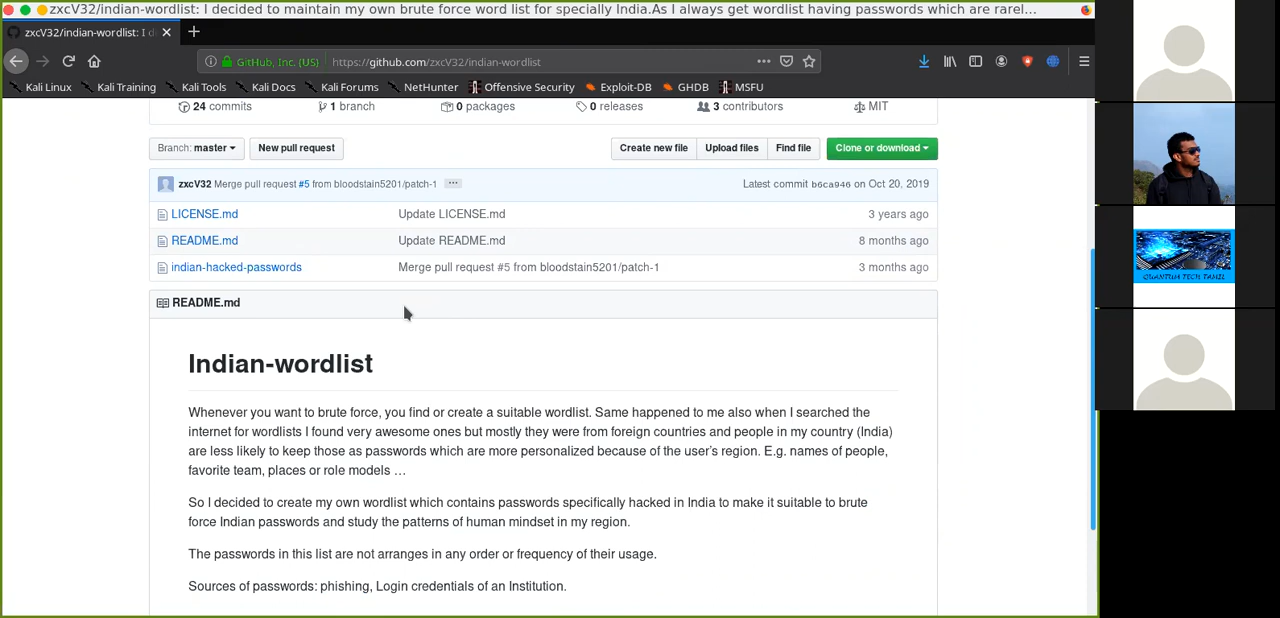 zxcV32/indian-wordlist: I decided to maintain my own brute force word list for specially India.As I always get wordlist having passwords which are rarel...
zxcV32/indian-wordlist: I d
GitHub, Inc. (US) https://github.com/zxcV32/indian-wordlist
Kali Linux Kali Training Kali Tools Kali Docs Kali Forums NetHunter Offensive Security Exploit-DB GHDB MSFU
24 commits 1 branch 0 packages 0 releases 3 contributors MIT
Branch: master New pull request Create new file Upload files Find file Clone or download
zxcV32 Merge pull request #5 from bloodstain5201/patch-1 ... Latest commit b6ca946 on Oct 20, 2019
LICENSE.md Update LICENSE.md 3 years ago
README.md Update README.md 8 months ago
indian-hacked-passwords Merge pull request #5 from bloodstain5201/patch-1 3 months ago
README.md
Indian-wordlist
Whenever you want to brute force, you find or create a suitable wordlist. Same happened to me also when I searched the
internet for wordlists I found very awesome ones but mostly they were from foreign countries and people in my country (India)
are less likely to keep those as passwords which are more personalized because of the user's region. E.g. names of people,
favorite team, places or role models …
So I decided to create my own wordlist which contains passwords specifically hacked in India to make it suitable to brute
force Indian passwords and study the patterns of human mindset in my region.
The passwords in this list are not arranges in any order or frequency of their usage.
Sources of passwords: phishing, Login credentials of an Institution.
QUANTUM TECH TAMIL